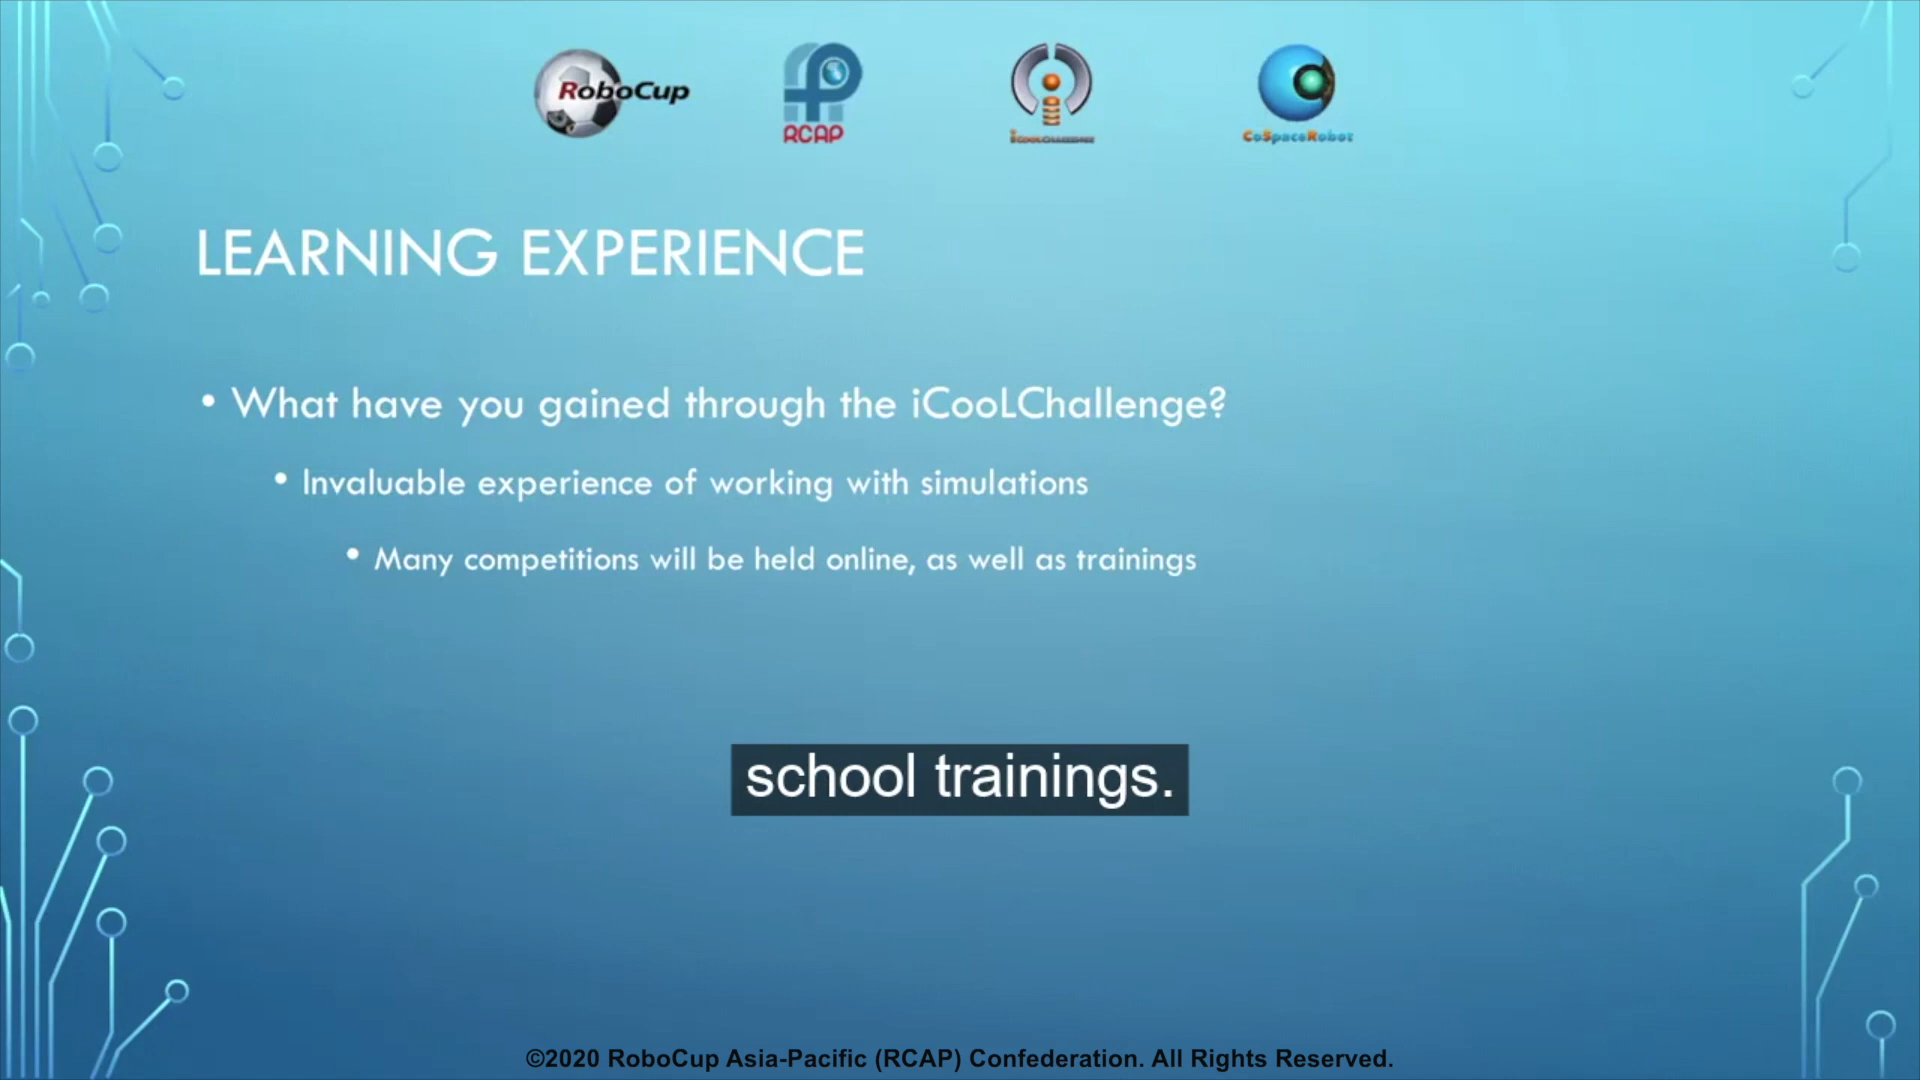 RoboCup
RCAP
iCOOLCHALLENGE
CoSpaceRobot
LEARNING EXPERIENCE
• What have you gained through the iCooLChallenge?
• Invaluable experience of working with simulations
• Many competitions will be held online, as well as trainings
school trainings.
©2020 RoboCup Asia-Pacific (RCAP) Confederation. All Rights Reserved.